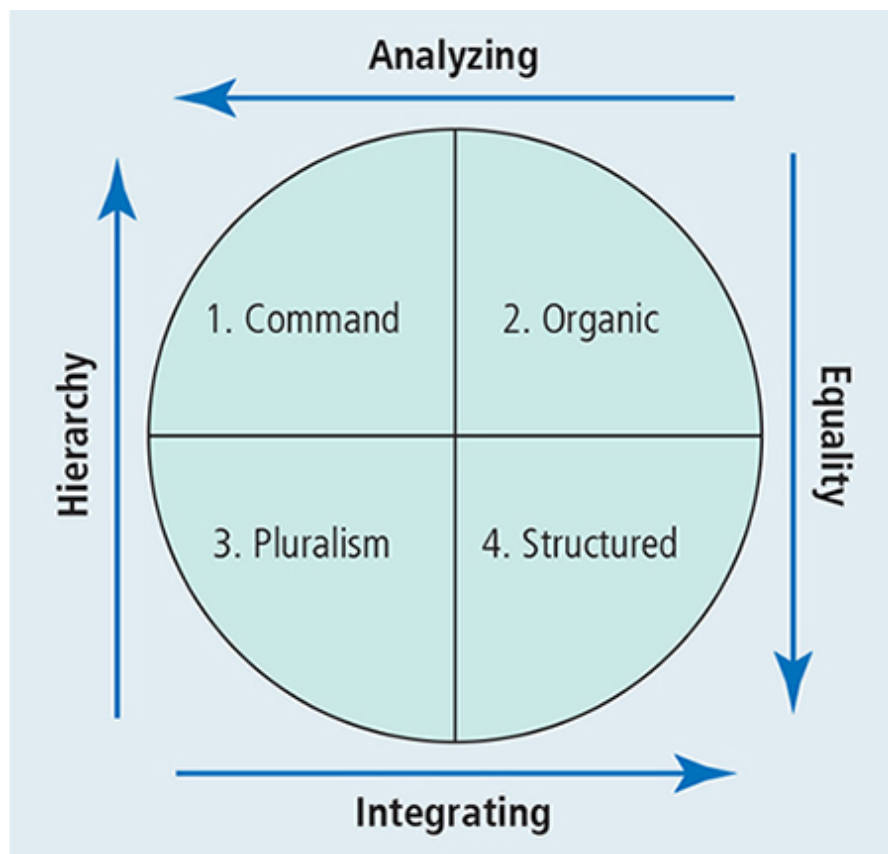 Analyzing
Hierarchy
1. Command
2. Organic
Equality
3. Pluralism
4. Structured
Integrating